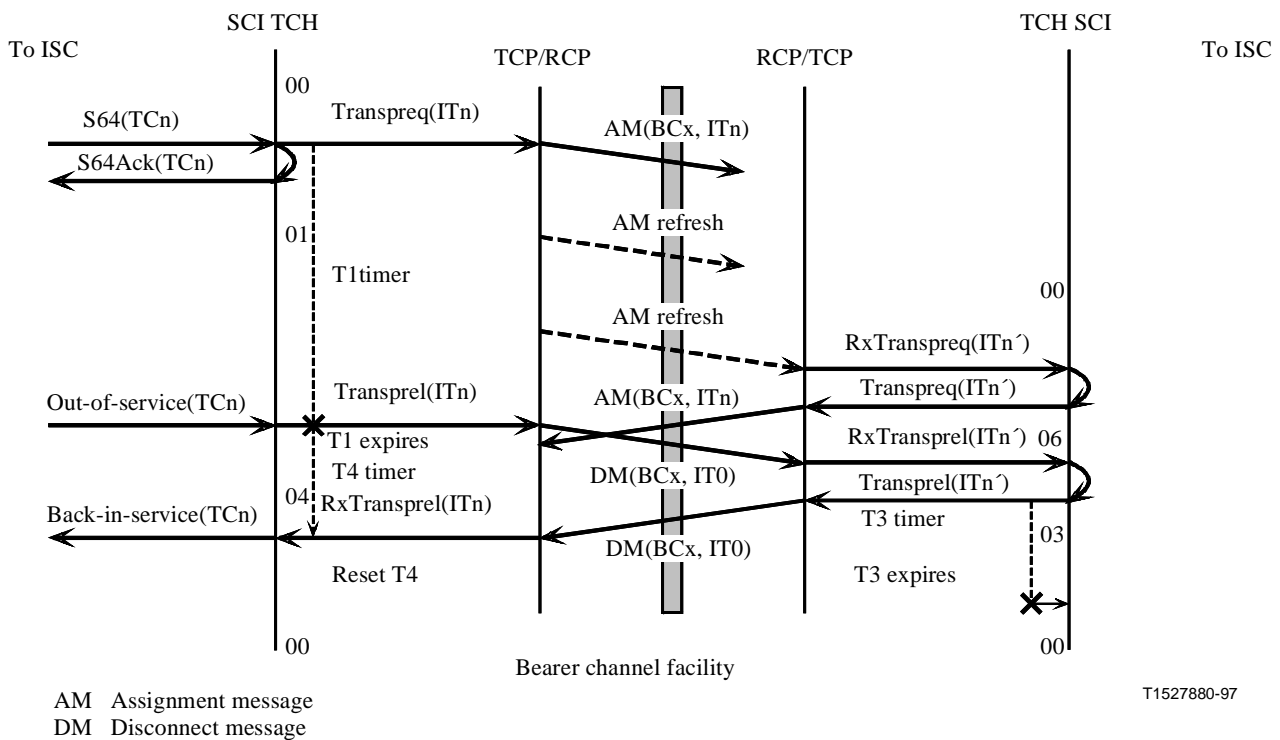 SCI TCH
TCH SCI
To ISC
To ISC
TCP/RCP
RCP/TCP
00
Transpreq(ITn)
S64(TCn)
AM(BCx, ITn)
S64Ack(TCn)
AM refresh
01
T1timer
00
AM refresh
RxTranspreq(ITn´)
Transprel(ITn)
Transpreq(ITn´)
AM(BCx, ITn)
Out-of-service(TCn)
T1 expires
RxTransprel(ITn´)
06
T4 timer
DM(BCx, IT0)
Transprel(ITn´)
04
RxTransprel(ITn)
Back-in-service(TCn)
T3 timer
03
DM(BCx, IT0)
Reset T4
T3 expires
00
00
Bearer channel facility
AM Assignment message
DM Disconnect message
T1527880-97